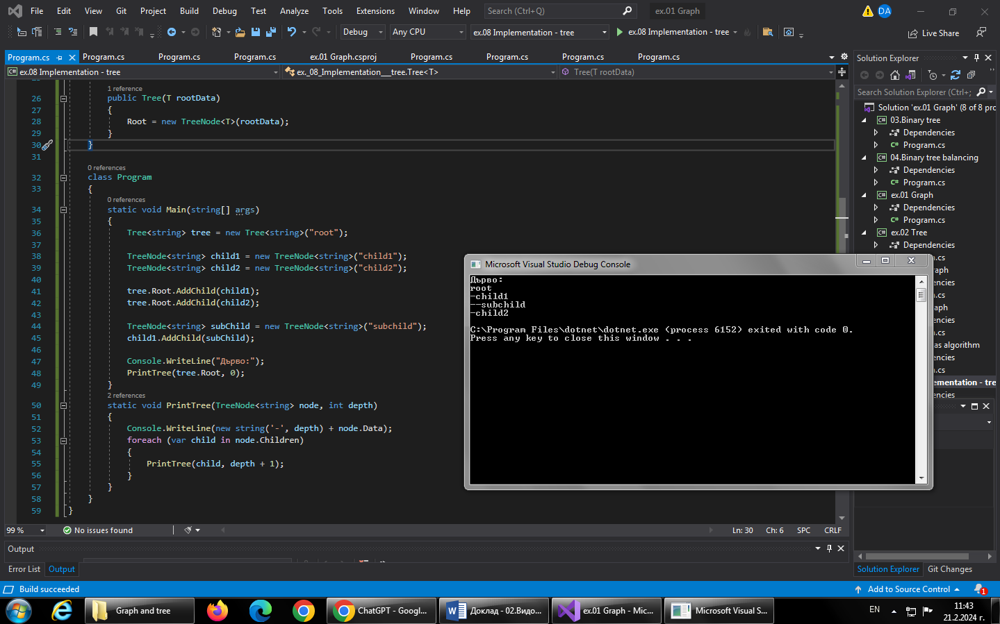 File Edit View Git Project Build Debug Test Analyze Tools Extensions Window Help Search (Ctrl+Q) ex.01 Graph DA
Debug Any CPU ex.08 Implementation - tree ex.08 Implementation - tree Live Share
Program.cs Program.cs Program.cs Program.cs ex.01 Graph.csproj Program.cs Program.cs Program.cs Program.cs
ex.08 Implementation - tree ex._08_Implementation__tree.Tree<T> Tree(T rootData)
1 reference
26 public Tree(T rootData)
27 {
28 Root = new TreeNode<T>(rootData);
29 }
30 }
31
0 references
32 class Program
33 {
0 references
34 static void Main(string[] args)
35 {
36 Tree<string> tree = new Tree<string>("root");
37
38 TreeNode<string> child1 = new TreeNode<string>("child1");
39 TreeNode<string> child2 = new TreeNode<string>("child2");
40
41 tree.Root.AddChild(child1);
42 tree.Root.AddChild(child2);
43
44 TreeNode<string> subChild = new TreeNode<string>("subchild");
45 child1.AddChild(subChild);
46
47 Console.WriteLine("Дърво:");
48 PrintTree(tree.Root, 0);
49 }
2 references
50 static void PrintTree(TreeNode<string> node, int depth)
51 {
52 Console.WriteLine(new string('-', depth) + node.Data);
53 foreach (var child in node.Children)
54 {
55 PrintTree(child, depth + 1);
56 }
57 }
58 }
59 }
99 % No issues found Ln: 30 Ch: 6 SPC CRLF
Output
Error List Output
Microsoft Visual Studio Debug Console
Дърво:
root
-child1
--subchild
-child2
C:\Program Files\dotnet\dotnet.exe (process 6152) exited with code 0.
Press any key to close this window . . .
Solution Explorer
Search Solution Explorer (Ctrl+;
Solution 'ex.01 Graph' (8 of 8 pro
03.Binary tree
Dependencies
Program.cs
04.Binary tree balancing
Dependencies
Program.cs
ex.01 Graph
Dependencies
Program.cs
ex.02 Tree
Dependencies
m.cs
raph
encies
m.cs
aph
encies
m.cs
as algorithm
encies
m.cs
ementation - tre
encies
Solution Explorer Git Changes
Build succeeded Add to Source Control 1
Graph and tree ChatGPT - Googl... Доклад - 02.Видо... ex.01 Graph - Mic... Microsoft Visual S... EN 11:43
21.2.2024 г.